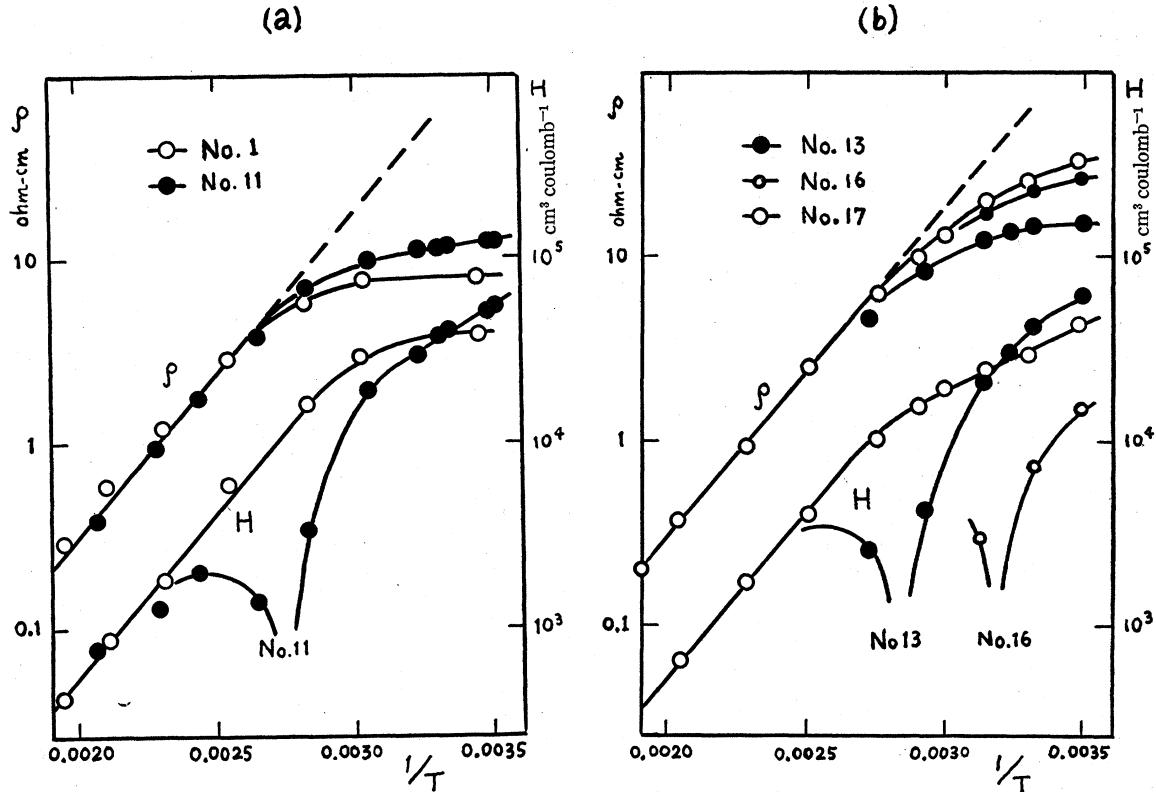 (a)
ρ
ohm-cm
H
cm³ coulomb⁻¹
No. 1
No. 11
10
1
0.1
10⁵
10⁴
10³
ρ
H
No.11
0.0020
0.0025
0.0030
0.0035
1/T
(b)
ρ
ohm-cm
H
cm³ coulomb⁻¹
No. 13
No. 16
No. 17
10
1
0.1
10⁵
10⁴
10³
ρ
H
No 13
No.16
0.0020
0.0025
0.0030
0.0035
1/T